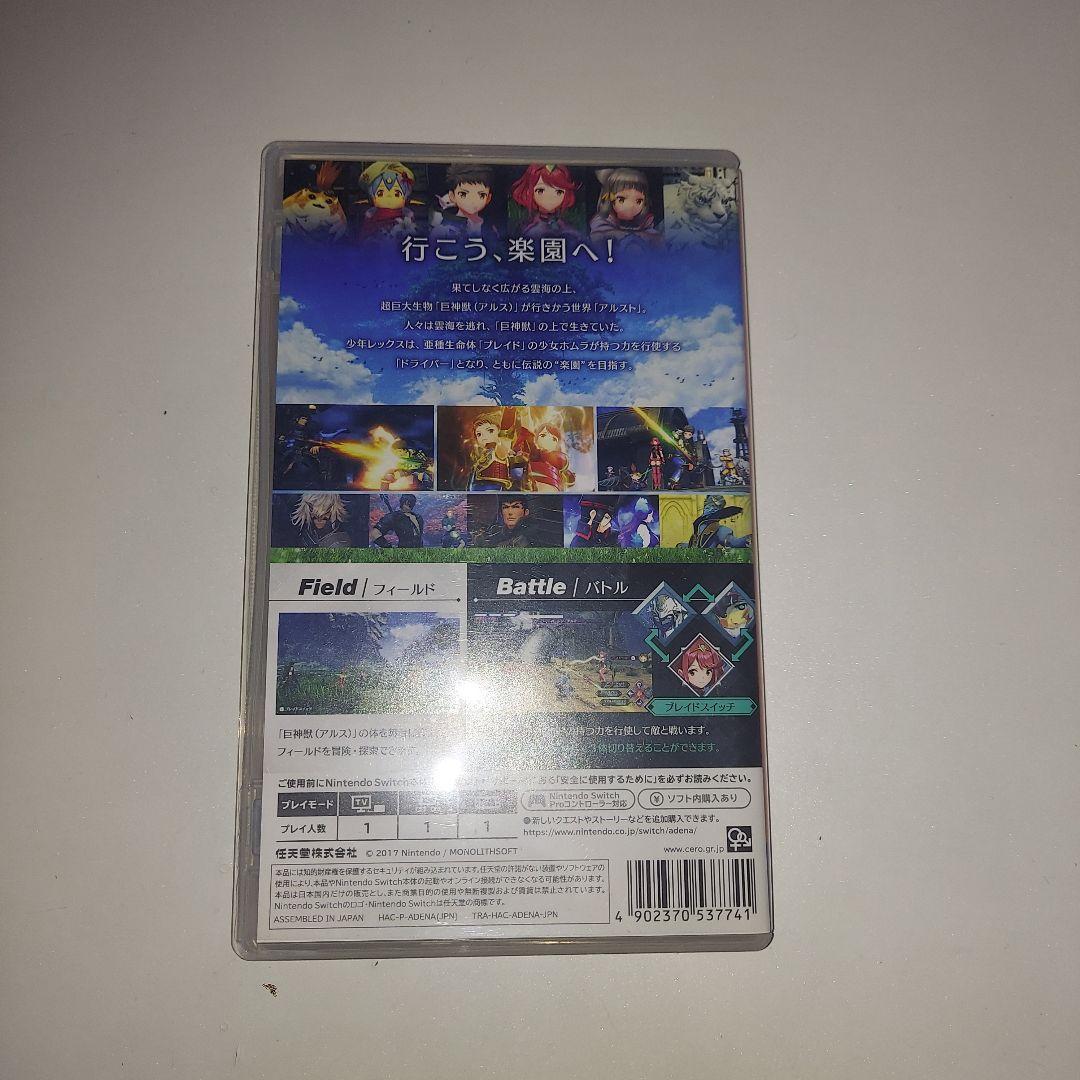 行こう、楽園へ！
果てしなく広がる雲海の上、
超巨大生物「巨神獣（アルス）」が行きかう世界「アルスト」。
人々は雲海を逃れ、「巨神獣」の上で生きていた。
少年レックスは、亜種生命体「ブレイド」の少女ホムラが持つ力を行使する
「ドライバー」となり、ともに伝説の“楽園”を目指す。
Field / フィールド
Battle / バトル
ブレイドスイッチ
「巨神獣（アルス）」の体を
フィールドを冒険・探索
持つ力を行使して敵と戦います。
切り替えることができます。
ご使用前にNintendo Switch本体
「安全に使用するために」を必ずお読みください。
プレイモード TV
プレイ人数 1 1 1
Nintendo Switch Proコントローラー対応
ソフト内購入あり
●新しいクエストやストーリーなどを追加購入できます。
https://www.nintendo.co.jp/switch/adena/
任天堂株式会社 © 2017 Nintendo / MONOLITHSOFT
www.cero.gr.jp
本品には知的財産権を保護するセキュリティが組み込まれています。任天堂の許諾がない装置やソフトウェアの
使用により、本品やNintendo Switch本体の起動やオンライン接続ができなくなる可能性があります。
本品は日本国内だけの販売とし、また商業目的の使用や無断複製および賃貸は禁止されています。
Nintendo Switchのロゴ・Nintendo Switchは任天堂の商標です。
ASSEMBLED IN JAPAN HAC-P-ADENA(JPN) TRA-HAC-ADENA-JPN
4 902370 537741